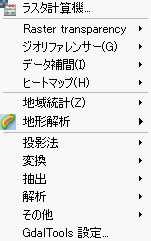 ラスタ計算機...
Raster transparency
ジオリファレンサー(G)
データ補間(I)
ヒートマップ(H)
地域統計(Z)
地形解析
投影法
変換
抽出
解析
その他
GdalTools 設定...